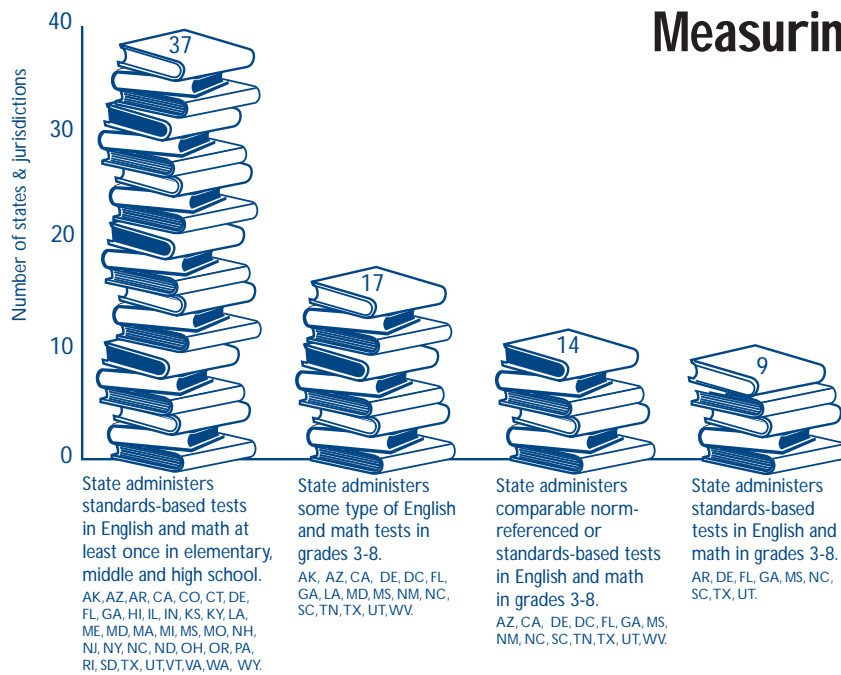 Measurin
40
30
20
10
0
Number of states & jurisdictions
37
17
14
9
State administers
standards-based tests
in English and math at
least once in elementary,
middle and high school.
AK, AZ, AR, CA, CO, CT, DE,
FL, GA, HI, IL, IN, KS, KY, LA,
ME, MD, MA, MI, MS, MO, NH,
NJ, NY, NC, ND, OH, OR, PA,
RI, SD, TX, UT, VT, VA, WA, WY.
State administers
some type of English
and math tests in
grades 3-8.
AK, AZ, CA, DE, DC, FL,
GA, LA, MD, MS, NM, NC,
SC, TN, TX, UT, WV.
State administers
comparable norm-
referenced or
standards-based tests
in English and math
in grades 3-8.
AZ, CA, DE, DC, FL, GA, MS,
NM, NC, SC, TN, TX, UT, WV.
State administers
standards-based
tests in English and
math in grades 3-8.
AR, DE, FL, GA, MS, NC,
SC, TX, UT.